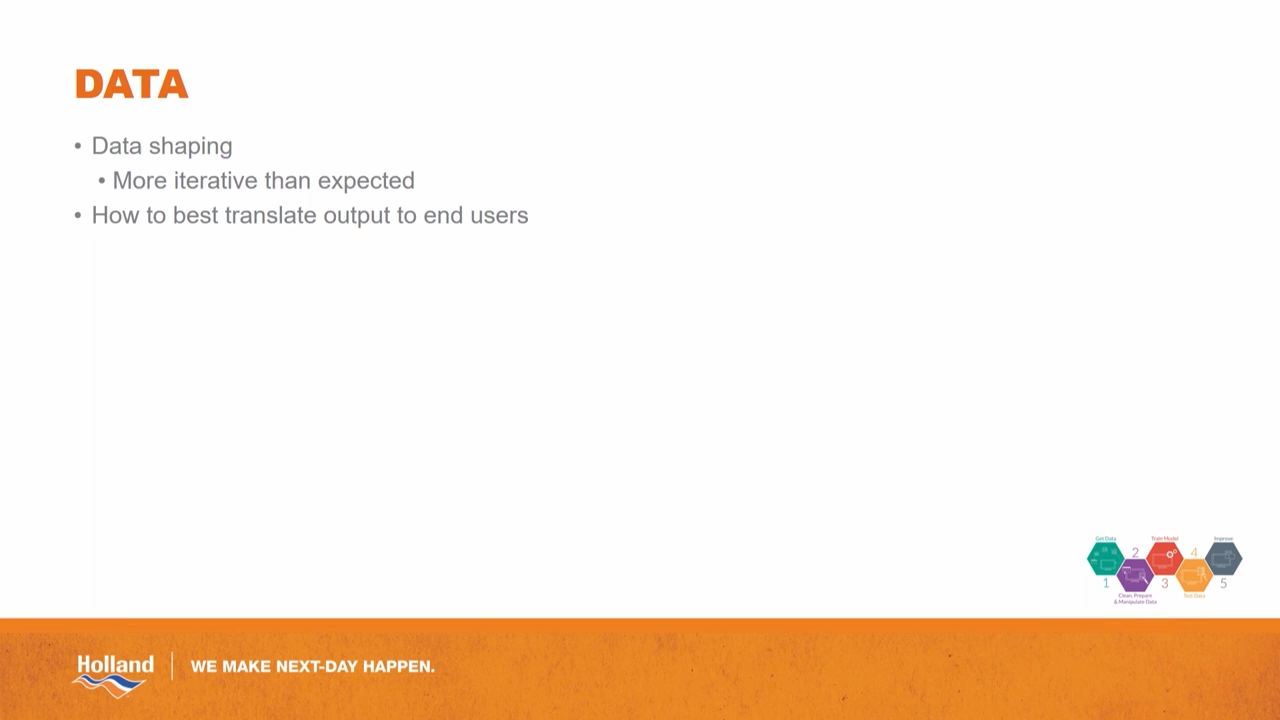 DATA
• Data shaping
• More iterative than expected
• How to best translate output to end users
Get Data
Train Model
Improve
2
4
1
3
5
Clean, Prepare
& Manipulate Data
Test Data
Holland
WE MAKE NEXT-DAY HAPPEN.